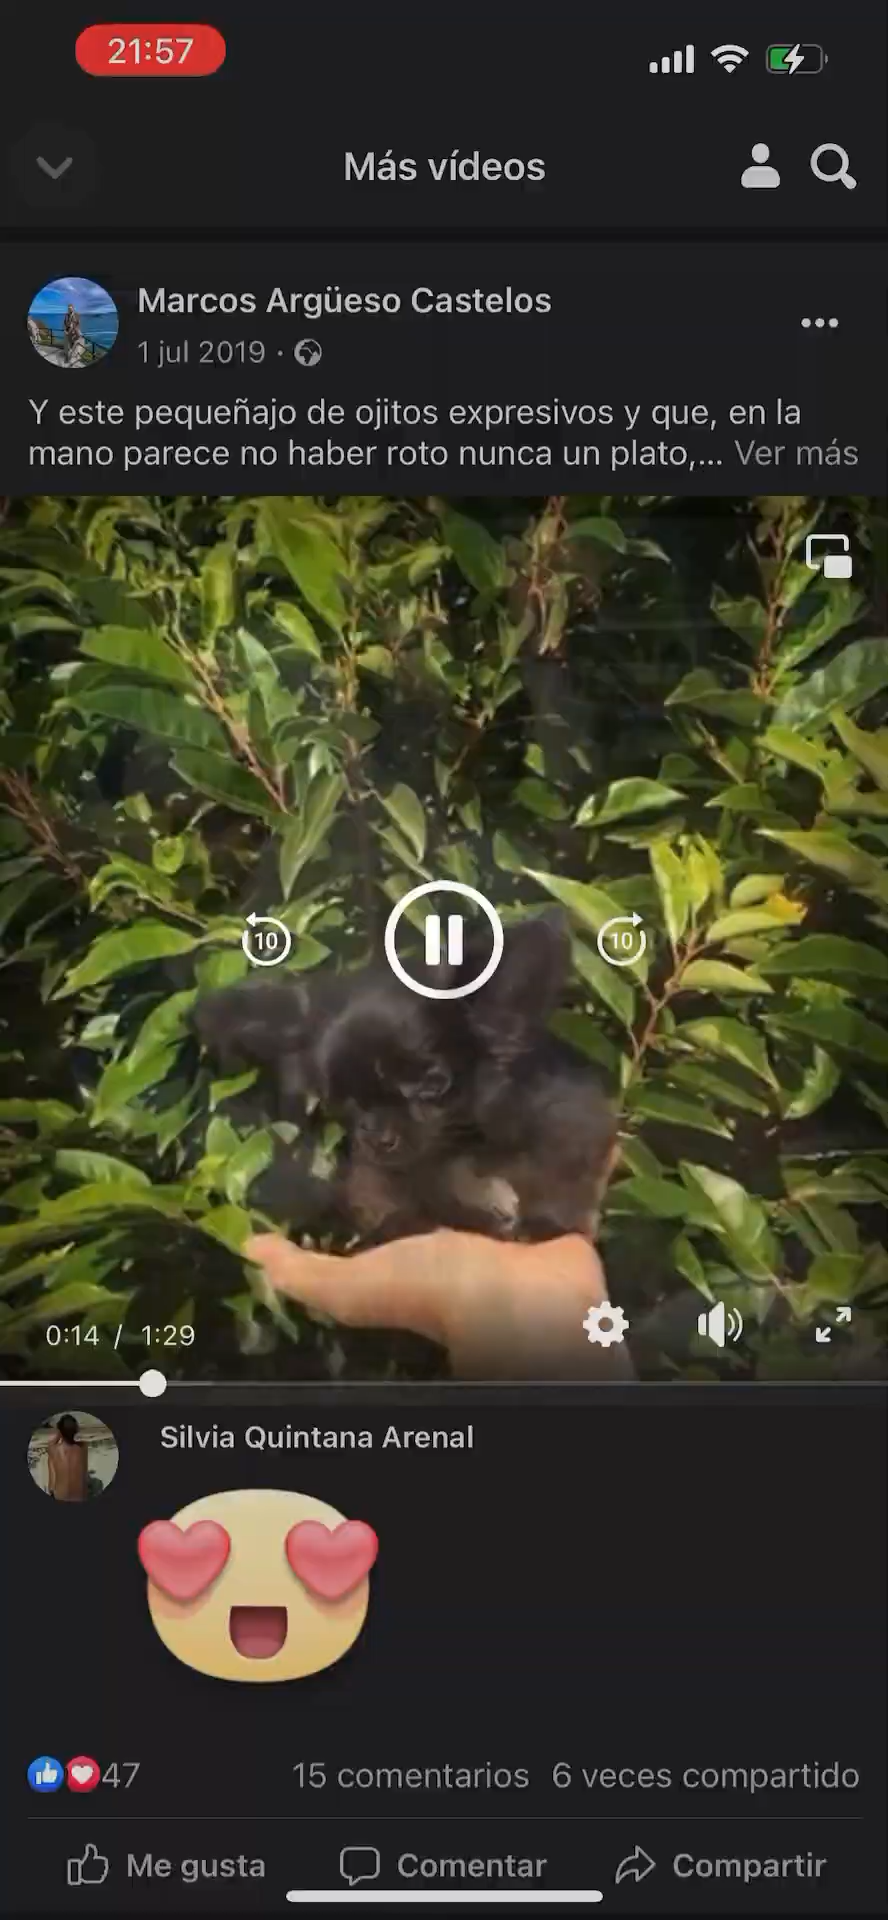 21:57
Más vídeos
Marcos Argüeso Castelos
1 jul 2019 ·
Y este pequeñajo de ojitos expresivos y que, en la
mano parece no haber roto nunca un plato,... Ver más
10
10
0:14 / 1:29
Silvia Quintana Arenal
47 15 comentarios 6 veces compartido
Me gusta Comentar Compartir